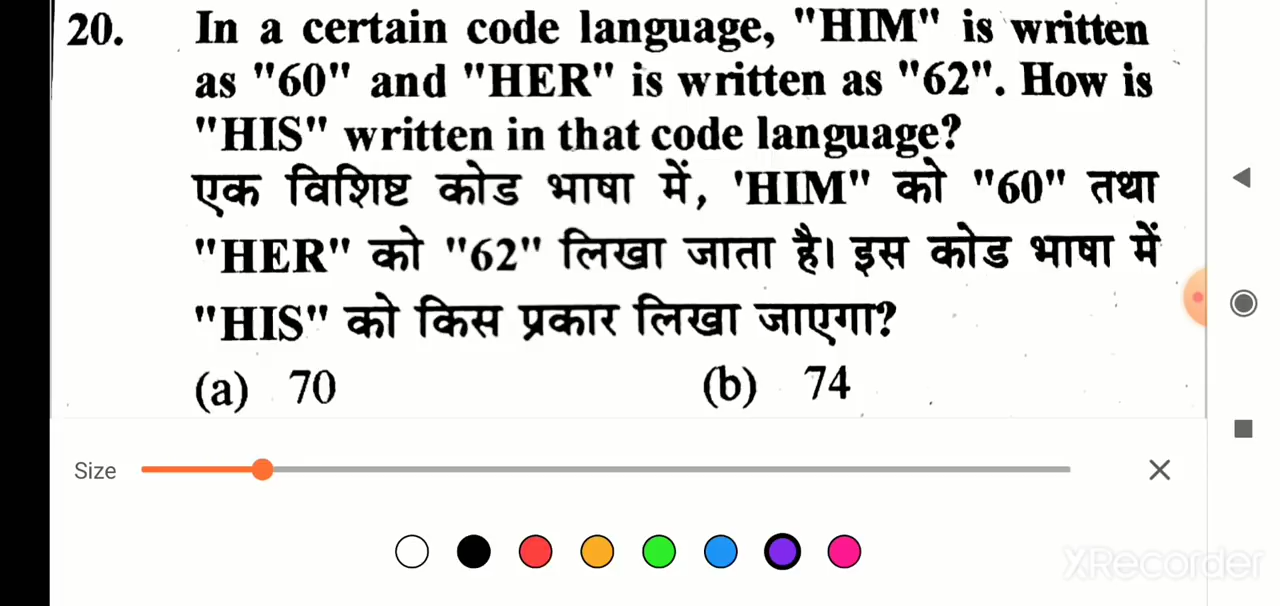 20. In a certain code language, "HIM" is written
as "60" and "HER" is written as "62". How is
"HIS" written in that code language?
एक विशिष्ट कोड भाषा में, 'HIM" को "60" तथा
"HER" को "62" लिखा जाता है। इस कोड भाषा में
"HIS" को किस प्रकार लिखा जाएगा?
(a) 70 (b) 74
Size
XRecorder